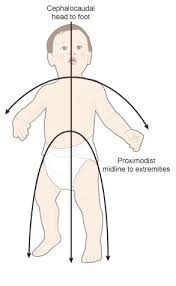 Cephalocaudal
head to foot
Proximodist
midline to extremities